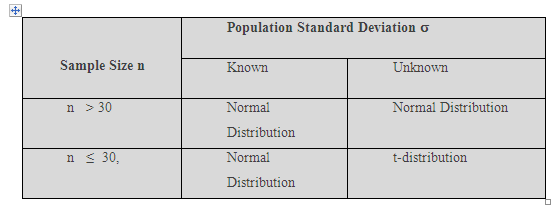 Population Standard Deviation σ
Sample Size n
Known
Unknown
n > 30
Normal
Distribution
Normal Distribution
n ≤ 30,
Normal
Distribution
t-distribution